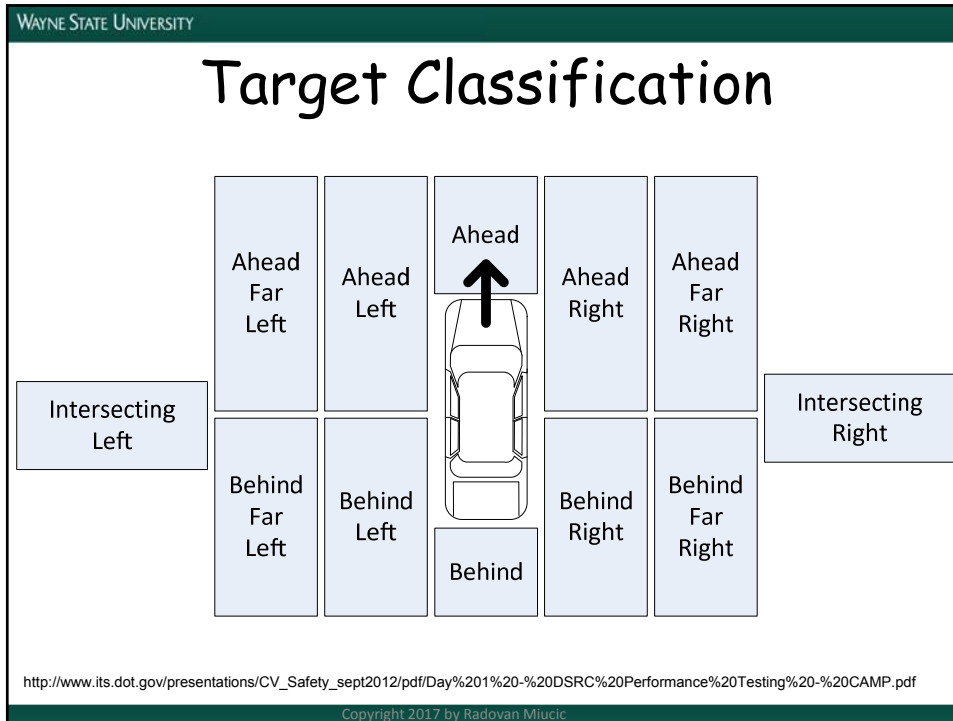 WAYNE STATE UNIVERSITY
Target Classification
Ahead
Far
Left
Ahead
Left
Ahead
Ahead
Right
Ahead
Far
Right
Intersecting
Left
Intersecting
Right
Behind
Far
Left
Behind
Left
Behind
Behind
Right
Behind
Far
Right
http://www.its.dot.gov/presentations/CV_Safety_sept2012/pdf/Day%201%20-%20DSRC%20Performance%20Testing%20-%20CAMP.pdf
Copyright 2017 by Radovan Miucic